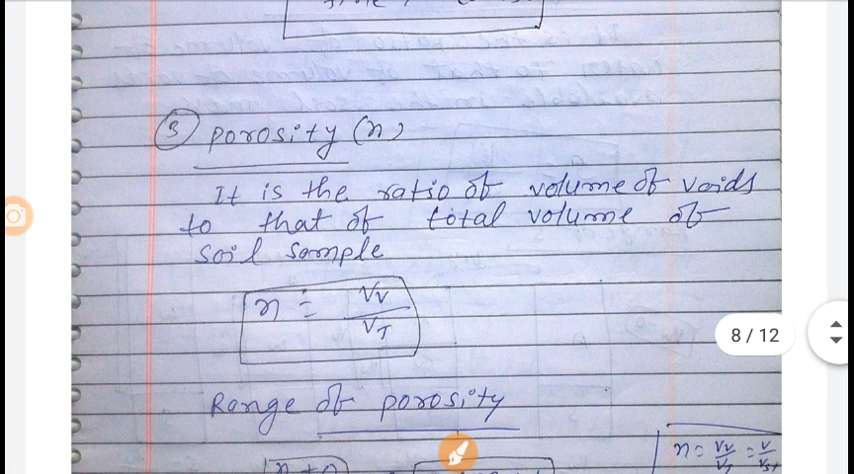 ③ porosity (n)
It is the ratio of volume of voids
to that of total volume of
soil sample
n = Vv / VT
8 / 12
Range of porosity
n = Vv / VT = V